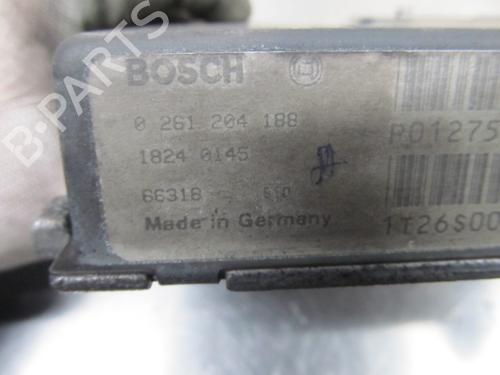 BOSCH
0 261 204 188
1824 0145
66318
Made in Germany
P01275
1T26S00
B-PARTS